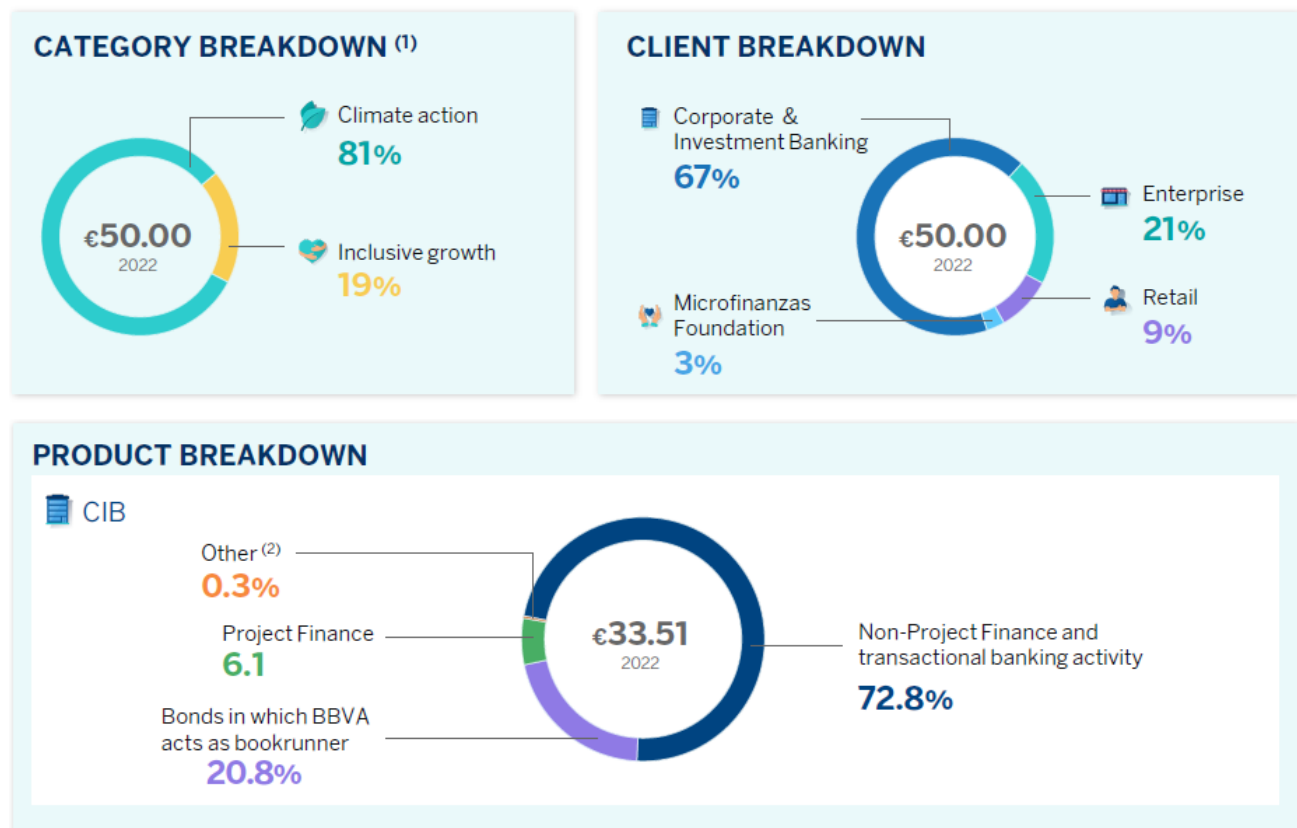 CATEGORY BREAKDOWN (1)
Climate action
81%
€50.00
2022
Inclusive growth
19%
CLIENT BREAKDOWN
Corporate &
Investment Banking
67%
€50.00
2022
Enterprise
21%
Retail
9%
Microfinanzas
Foundation
3%
PRODUCT BREAKDOWN
CIB
Other (2)
0.3%
Project Finance
6.1
Bonds in which BBVA
acts as bookrunner
20.8%
€33.51
2022
Non-Project Finance and
transactional banking activity
72.8%